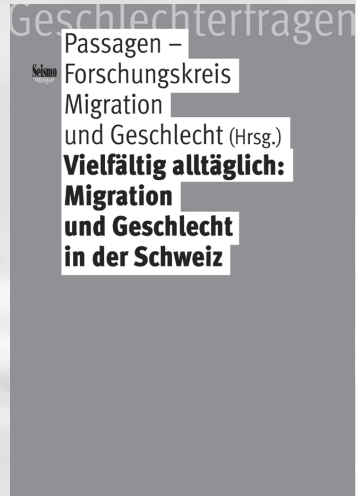 Geschlechterfragen
Passagen –
Seismo
Forschungskreis
Migration
und Geschlecht (Hrsg.)
Vielfältig alltäglich:
Migration
und Geschlecht
in der Schweiz